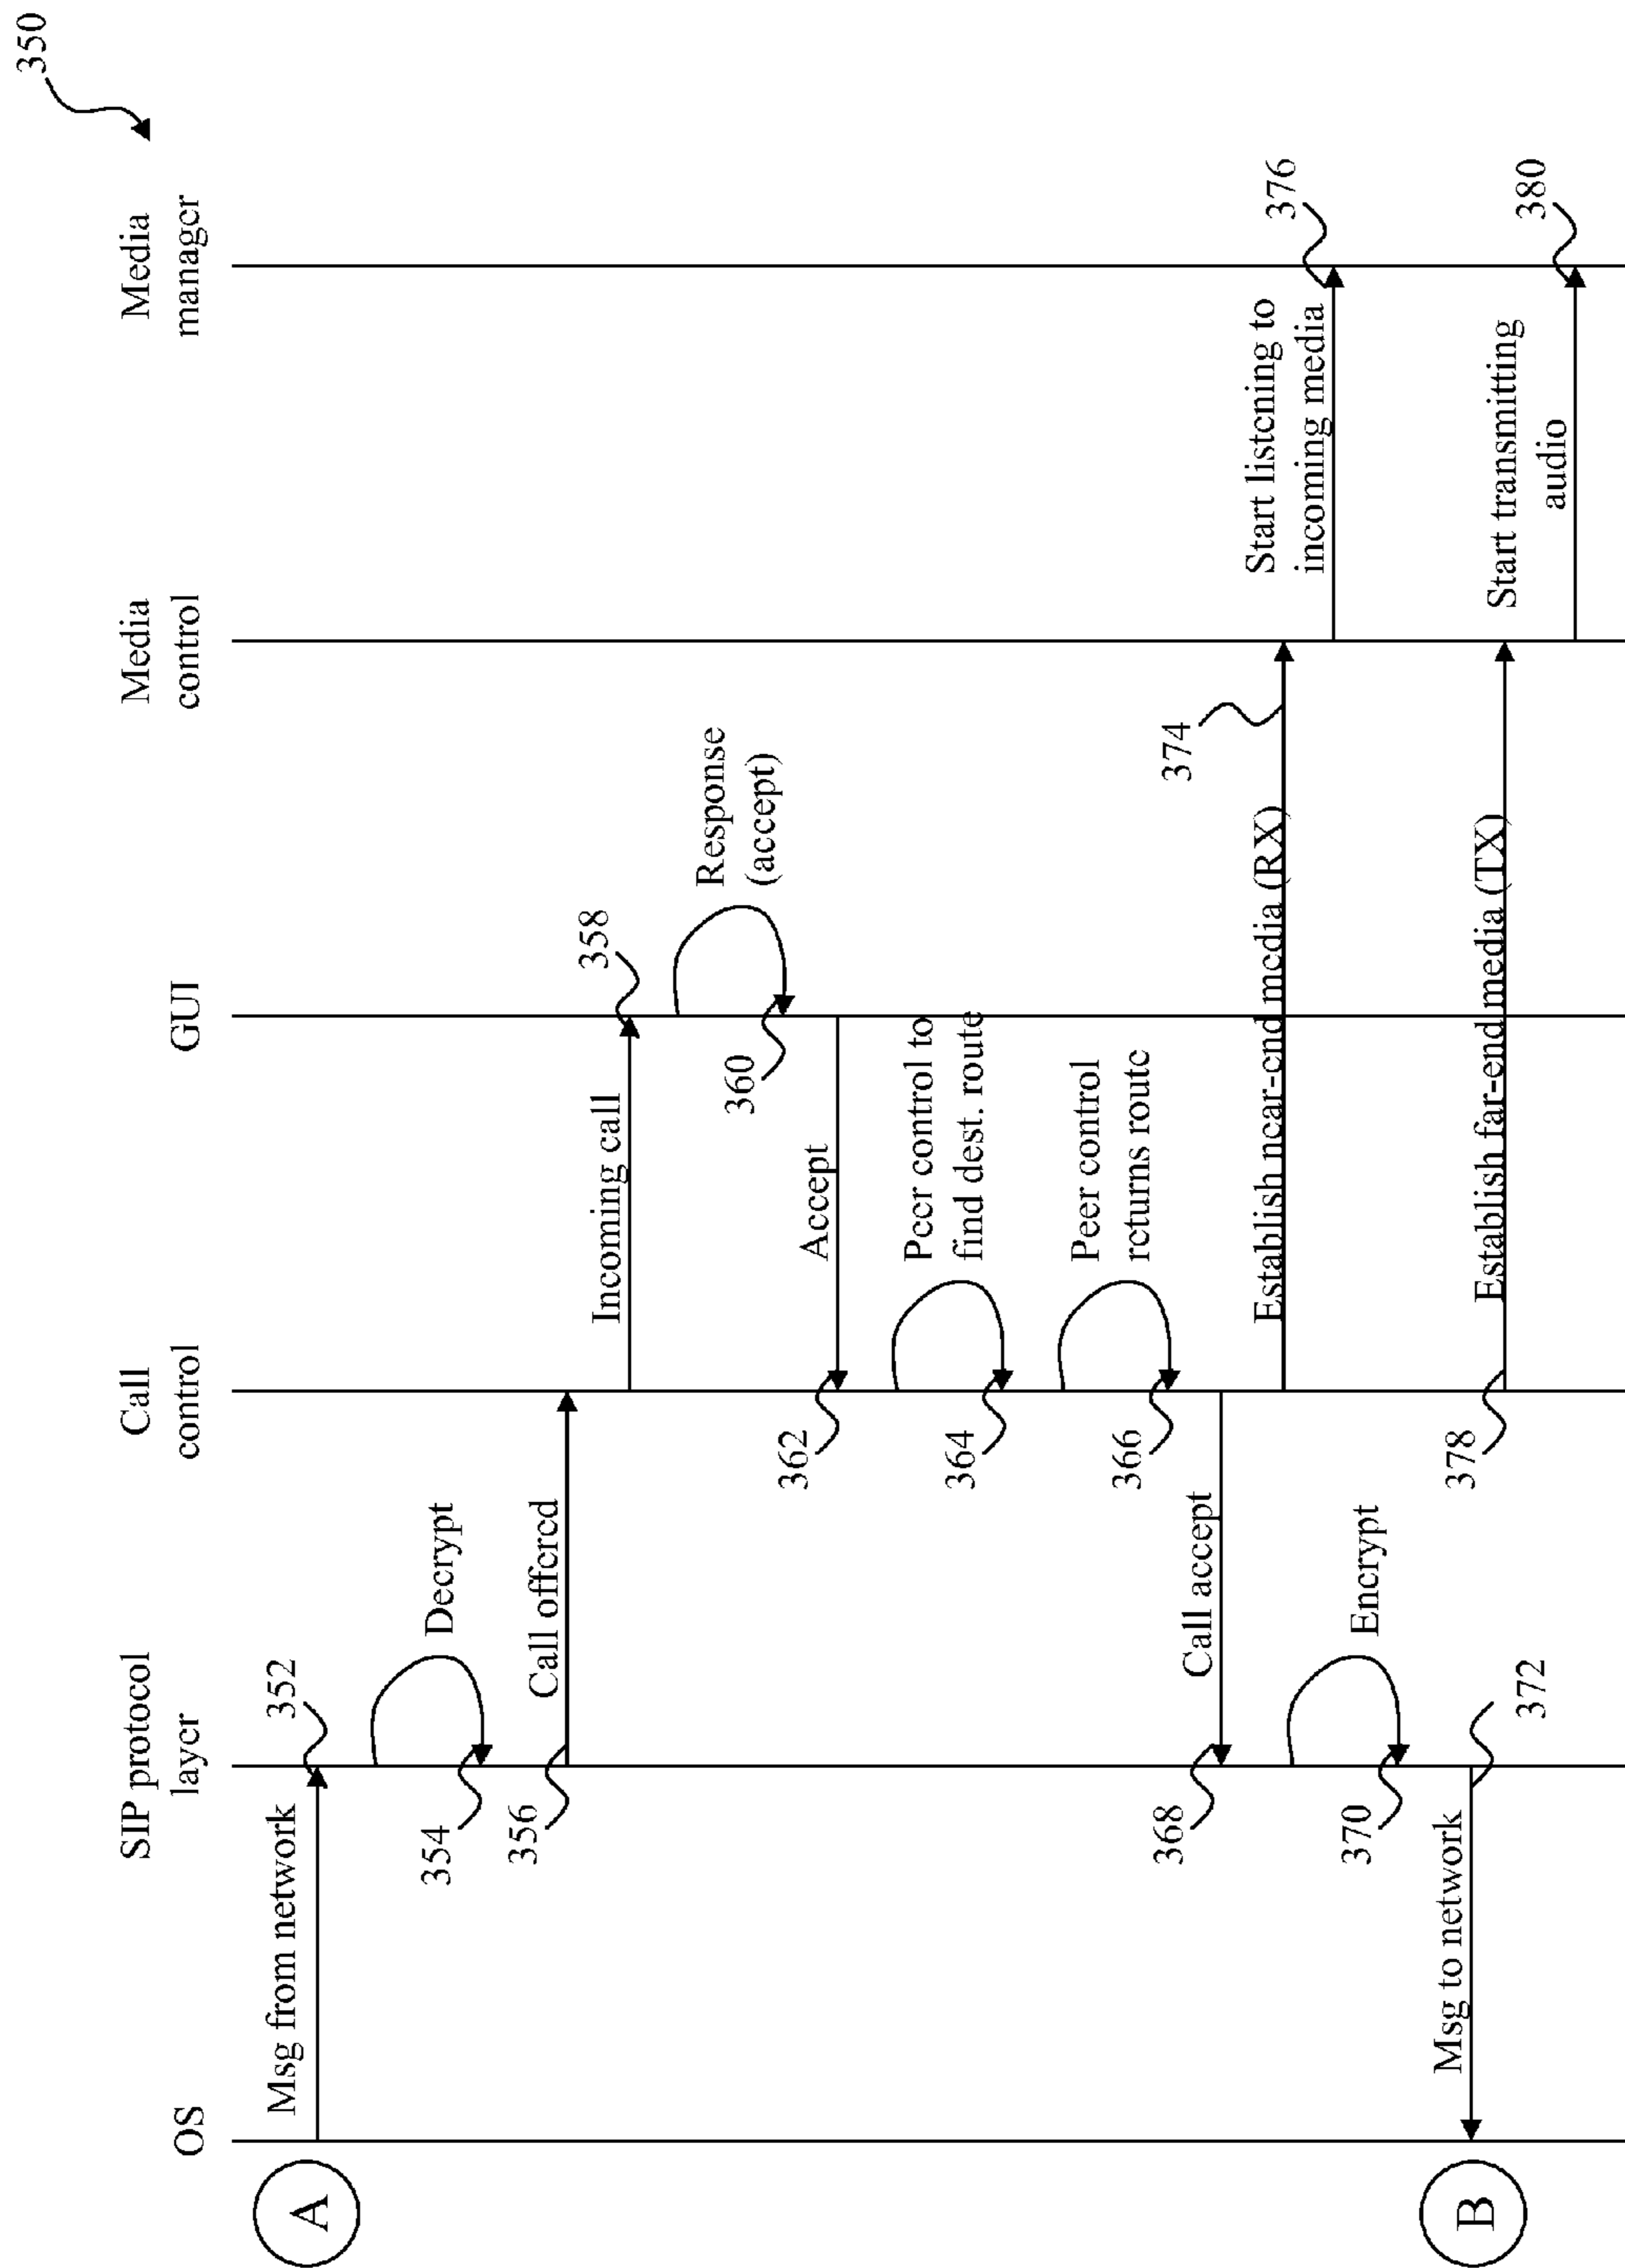 350
OS
SIP protocol
layer
Call
control
GUI
Media
control
Media
manager
A
Msg from network
352
Decrypt
354
Call offered
356
Incoming call
358
Response
(accept)
360
Accept
362
Peer control to
find dest. route
364
Peer control
returns route
366
Call accept
368
Establish near-end media (RX)
374
Start listening to
incoming media
376
Encrypt
370
B
Msg to network
372
Establish far-end media (TX)
378
Start transmitting
audio
380